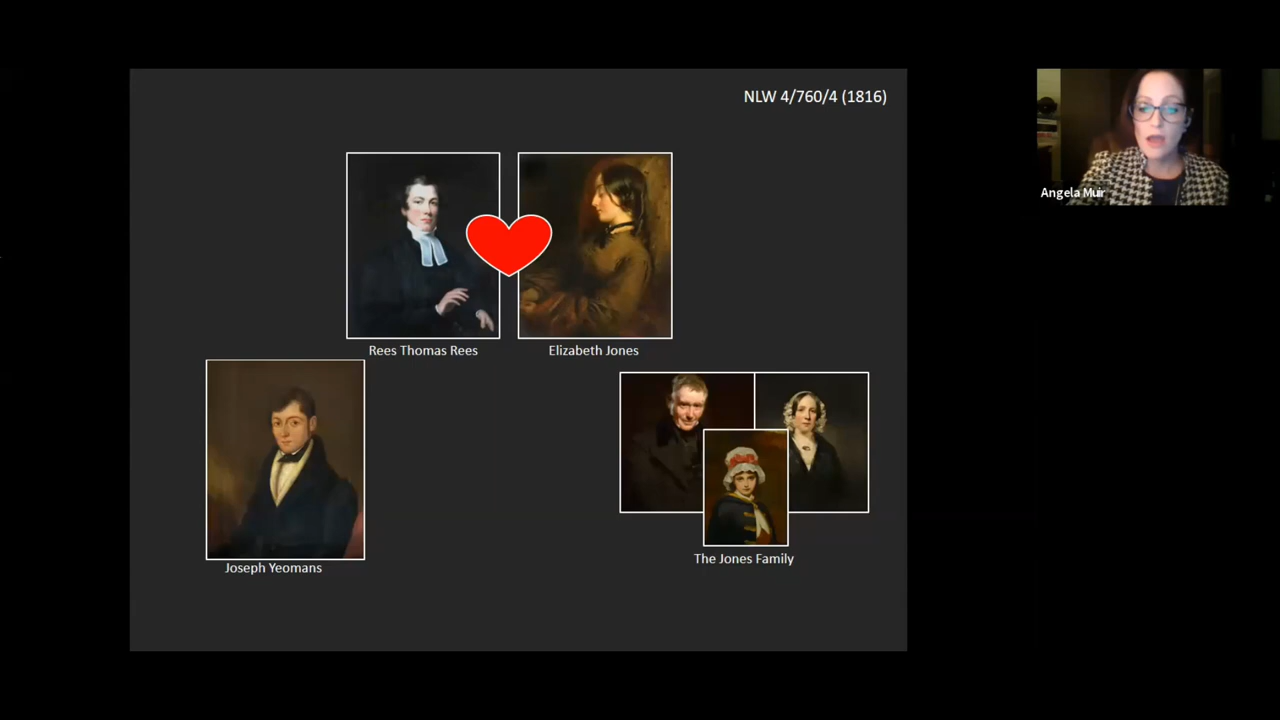 NLW 4/760/4 (1816)
Angela Muir
Rees Thomas Rees
Elizabeth Jones
Joseph Yeomans
The Jones Family